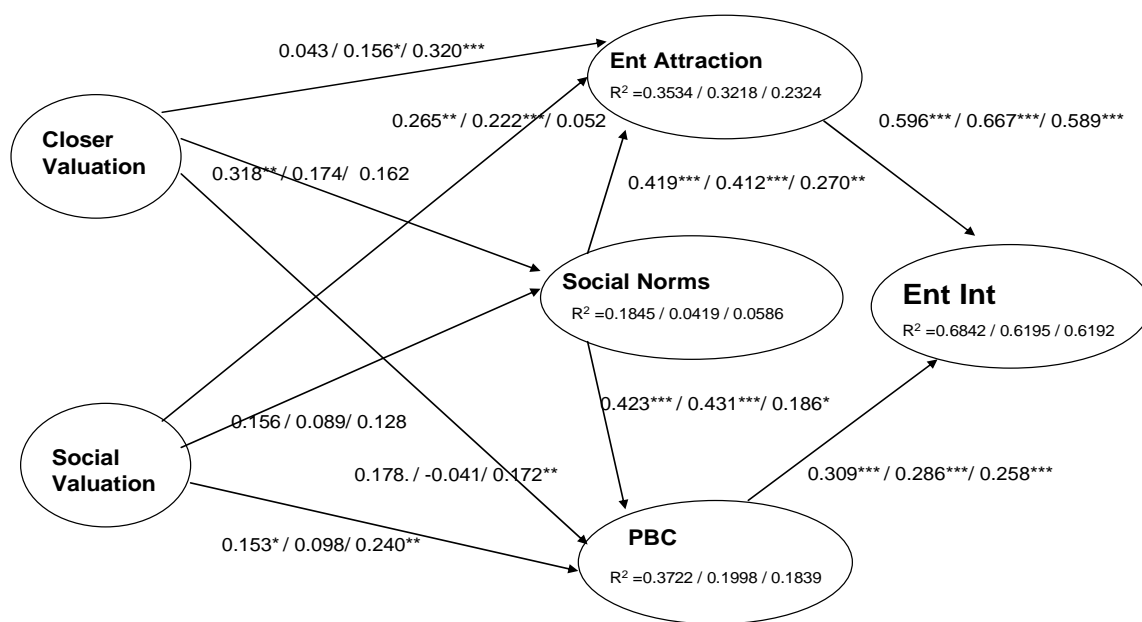 0.043 / 0.156*/ 0.320***
Ent Attraction
R² =0.3534 / 0.3218 / 0.2324
Closer
Valuation
0.265** / 0.222***/ 0.052
0.596*** / 0.667***/ 0.589***
0.318** / 0.174/ 0.162
0.419*** / 0.412***/ 0.270**
Social Norms
R² =0.1845 / 0.0419 / 0.0586
Ent Int
R² =0.6842 / 0.6195 / 0.6192
0.423*** / 0.431***/ 0.186*
0.156 / 0.089/ 0.128
Social
Valuation
0.178. / -0.041/ 0.172**
0.309*** / 0.286***/ 0.258***
0.153* / 0.098/ 0.240**
PBC
R² =0.3722 / 0.1998 / 0.1839